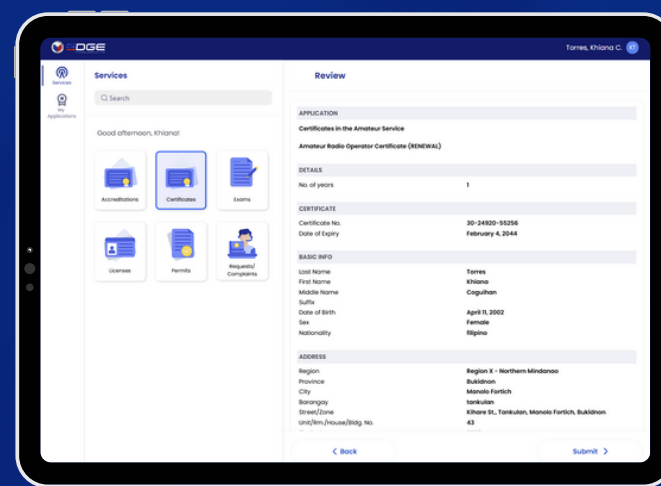 EDGE
Torres, Khiana C. KT
Services
My
Applications
Services
Search
Good afternoon, Khiana!
Accreditations
Certificates
Exams
Licenses
Permits
Requests/
Complaints
Review
APPLICATION
Certificates in the Amateur Service
Amateur Radio Operator Certificate (RENEWAL)
DETAILS
No. of years 1
CERTIFICATE
Certificate No. 30-24920-55256
Date of Expiry February 4, 2044
BASIC INFO
Last Name Torres
First Name Khiana
Middle Name Coguihan
Suffix
Date of Birth April 11, 2002
Sex Female
Nationality filipino
ADDRESS
Region Region X - Northern Mindanao
Province Bukidnon
City Manolo Fortich
Barangay tankulan
Street/Zone Kihare St., Tankulan, Manolo Fortich, Bukidnon
Unit/Rm./House/Bldg. No. 43
Back
Submit